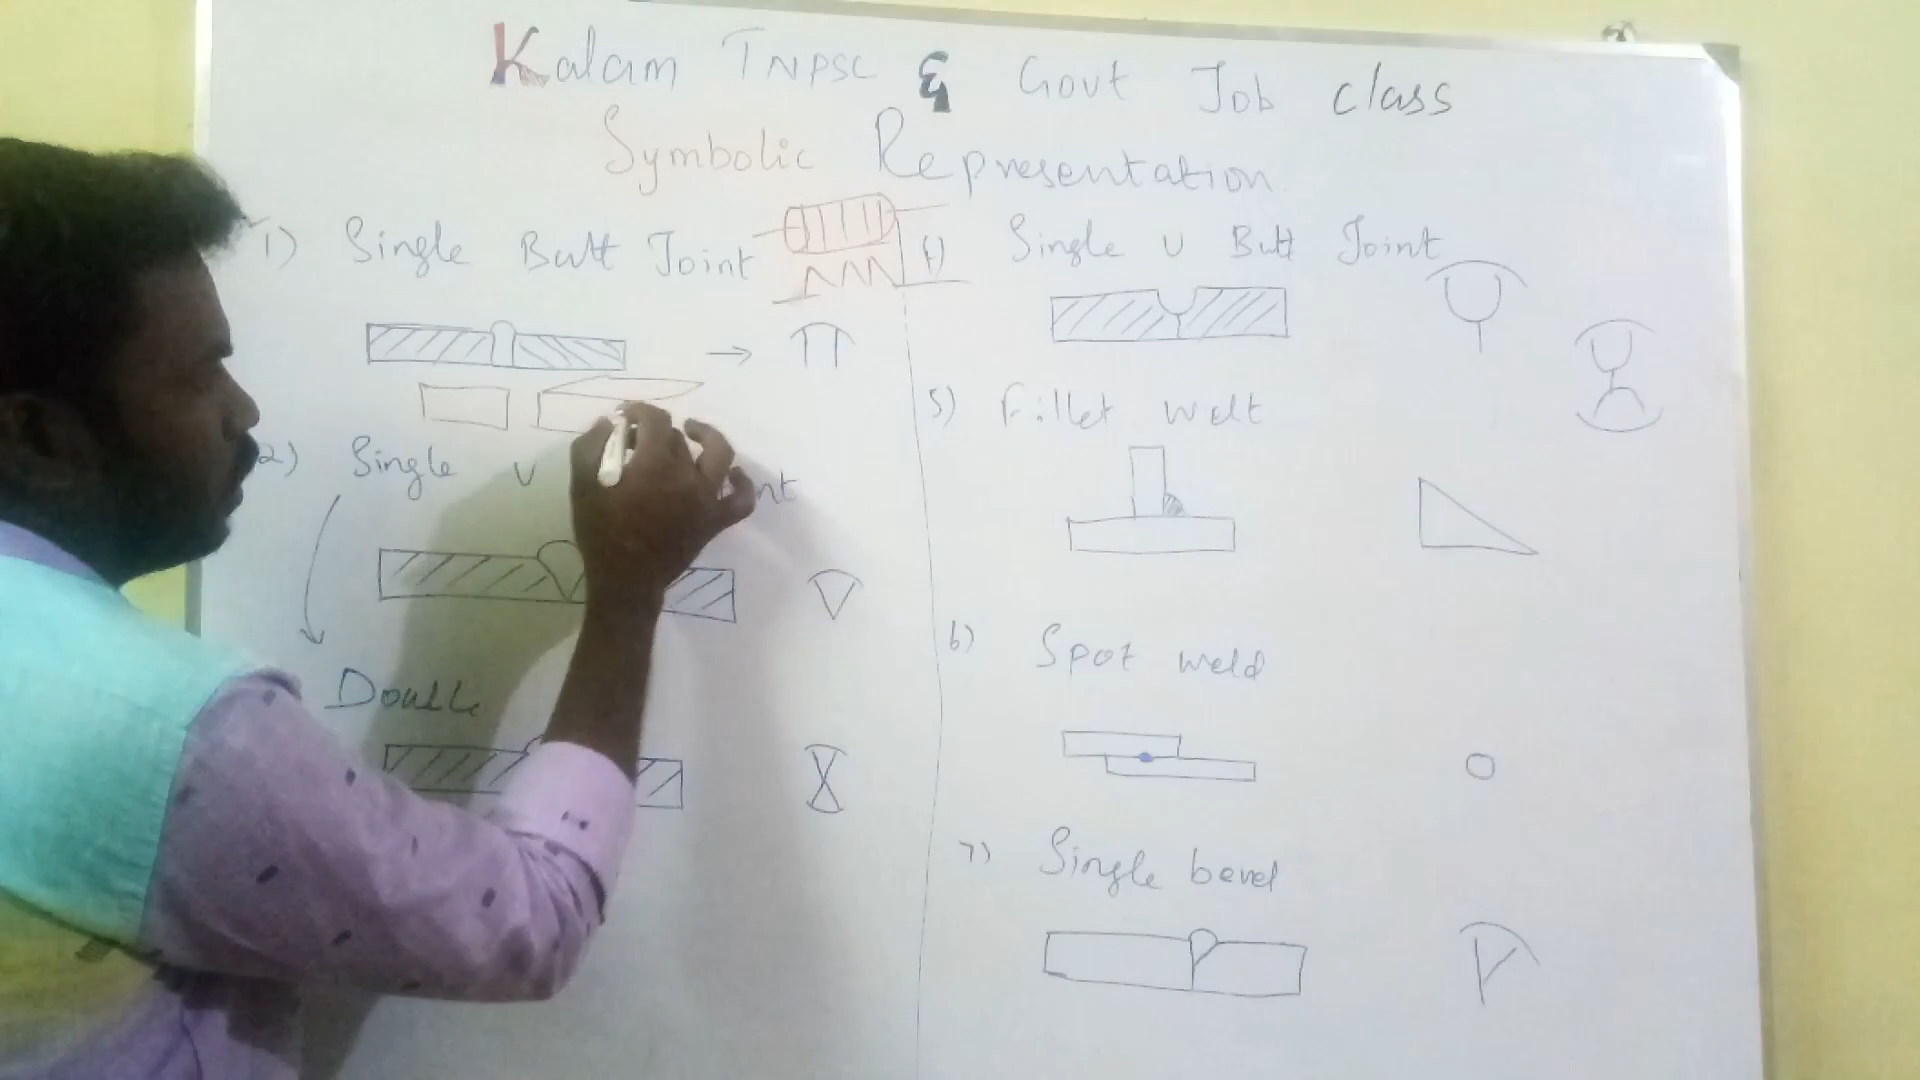 Kalam TNPSC & Govt Job class
Symbolic Representation
1) Single Butt Joint
2) Single V
Double
4) Single U Butt Joint
5) Fillet Welt
6) Spot weld
7) Single bevel